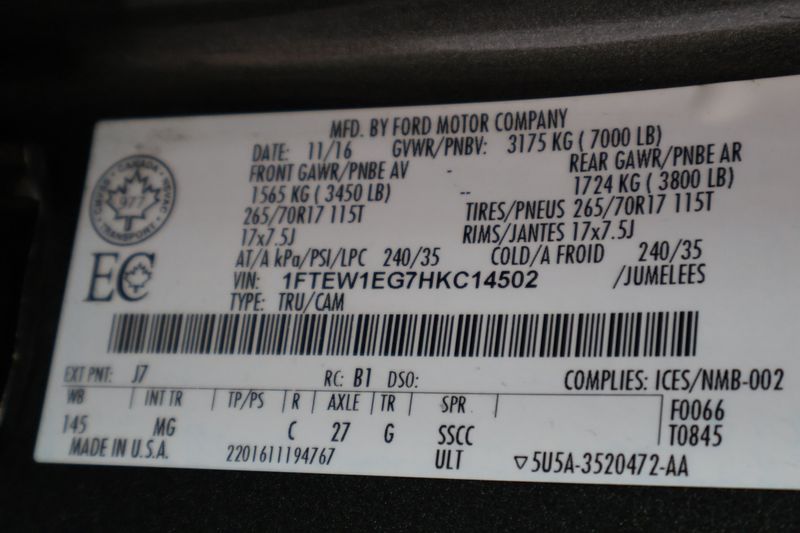 MFD. BY FORD MOTOR COMPANY
DATE: 11/16 GVWR/PNBV: 3175 KG ( 7000 LB)
FRONT GAWR/PNBE AV REAR GAWR/PNBE AR
1565 KG ( 3450 LB) -- 1724 KG ( 3800 LB)
265/70R17 115T TIRES/PNEUS 265/70R17 115T
17x7.5J RIMS/JANTES 17x7.5J
AT/A kPa/PSI/LPC 240/35 COLD/A FROID 240/35
VIN: 1FTEW1EG7HKC14502 /JUMELEES
TYPE: TRU/CAM
CANADA
977
TRANSPORT
EC
EXT PNT: J7 RC: B1 DSO: COMPLIES: ICES/NMB-002
WB INT TR TP/PS R AXLE TR SPR F0066
145 MG C 27 G SSCC T0845
MADE IN U.S.A. 2201611194767 ULT ▽5U5A-3520472-AA